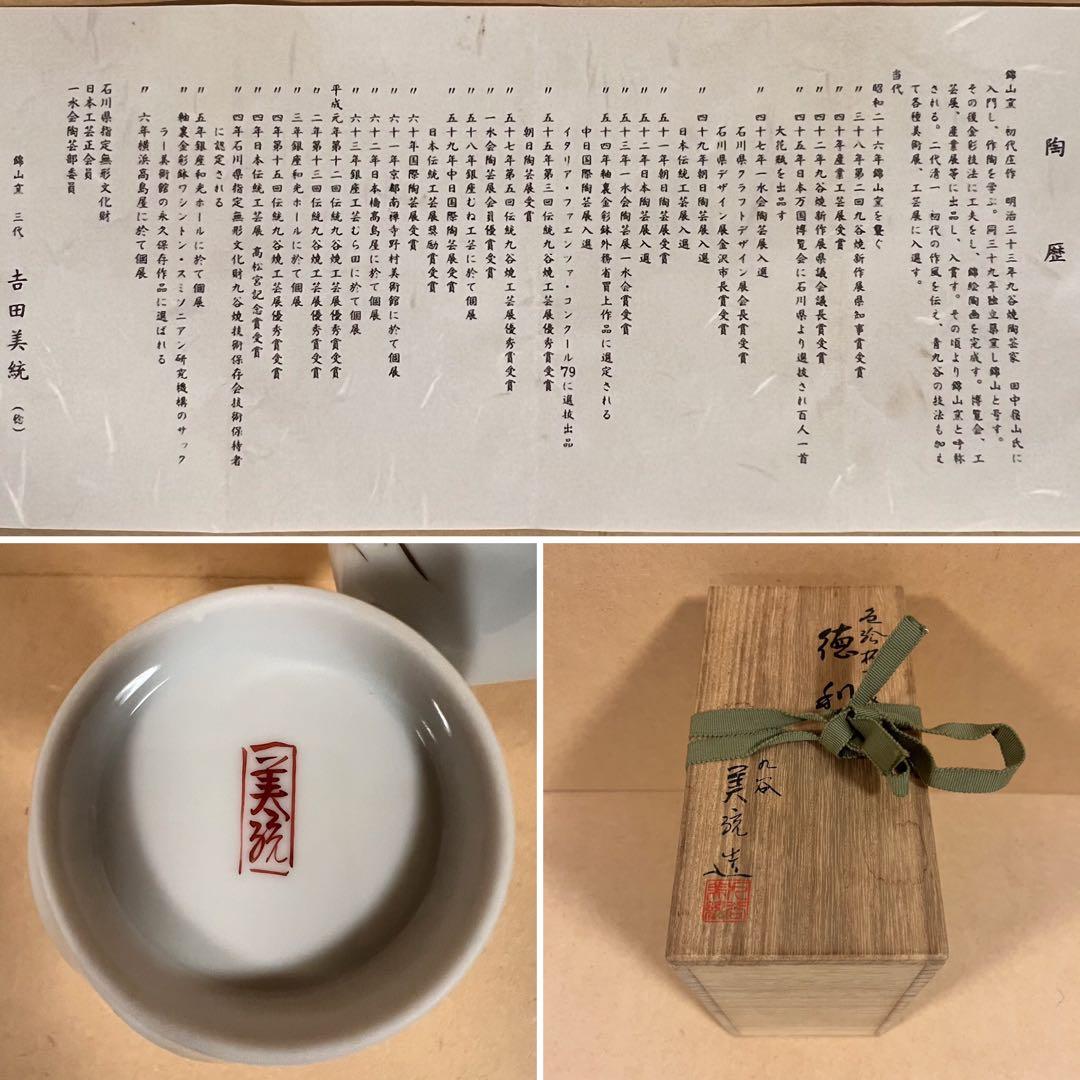 陶歴
錦山窯 初代庄作 明治三十三年九谷焼陶芸家 田中嶺山氏に
入門し、作陶を学ぶ。同三十九年独立築窯し錦山と号す。
その後金彩技法に工夫をし、錦絵陶画を完成す。博覧会、工
芸展、産業展等に出品し、入賞す。その頃より錦山窯と呼称
される。二代清一 初代の作風を伝え、青九谷の技法も加え
て各種美術展、工芸展に入選す。
当代
昭和二十六年錦山窯を継ぐ
〃 三十八年第二回九谷焼新作展県知事賞受賞
〃 四十年産業工芸展受賞
〃 四十二年九谷焼新作展県議会議長賞受賞
〃 四十五年日本万国博覧会に石川県より選抜され百人一首
大花瓶を出品す
〃 四十七年一水会陶芸展入選
石川県クラフトデザイン展会長賞受賞
石川県デザイン展金沢市長賞受賞
〃 四十九年朝日陶芸展入選
日本伝統工芸展入選
〃 五十一年朝日陶芸展受賞
〃 五十二年日本陶芸展入選
〃 五十三年一水会陶芸展一水会賞受賞
〃 五十四年釉裏金彩鉢外務省買上作品に選定される
中日国際陶芸展入選
イタリア・ファエンツァ・コンクール79に選抜出品
〃 五十五年第三回伝統九谷焼工芸展優秀賞受賞
朝日陶芸展受賞
〃 五十七年第五回伝統九谷焼工芸展優秀賞受賞
〃 一水会陶芸展会員優賞受賞
〃 五十八年銀座むね工芸に於て個展
〃 五十九年中日国際陶芸展受賞
日本伝統工芸展奨励賞受賞
〃 六十年国際陶芸展受賞
〃 六十一年京都南禅寺野村美術館に於て個展
〃 六十二年日本橋高島屋に於て個展
〃 六十三年銀座工芸むら田に於て個展
平成元年第十二回伝統九谷焼工芸展優秀賞受賞
〃 二年第十三回伝統九谷焼工芸展優秀賞受賞
〃 三年銀座和光ホールに於て個展
〃 四年第十五回伝統九谷焼工芸展優秀賞受賞
〃 四年日本伝統工芸展 高松宮記念賞受賞
〃 四年石川県指定無形文化財九谷焼技術保存会技術保持者
に認定される
〃 五年銀座和光ホールに於て個展
〃 釉裏金彩鉢ワシントン・スミソニアン研究機構のサック
ラー美術館の永久保存作品に選ばれる
〃 六年横浜高島屋に於て個展
石川県指定無形文化財
日本工芸会正会員
一水会陶芸部委員
錦山窯 三代 吉田美統 (稔)
美統
色絵
徳利
九谷
美統造